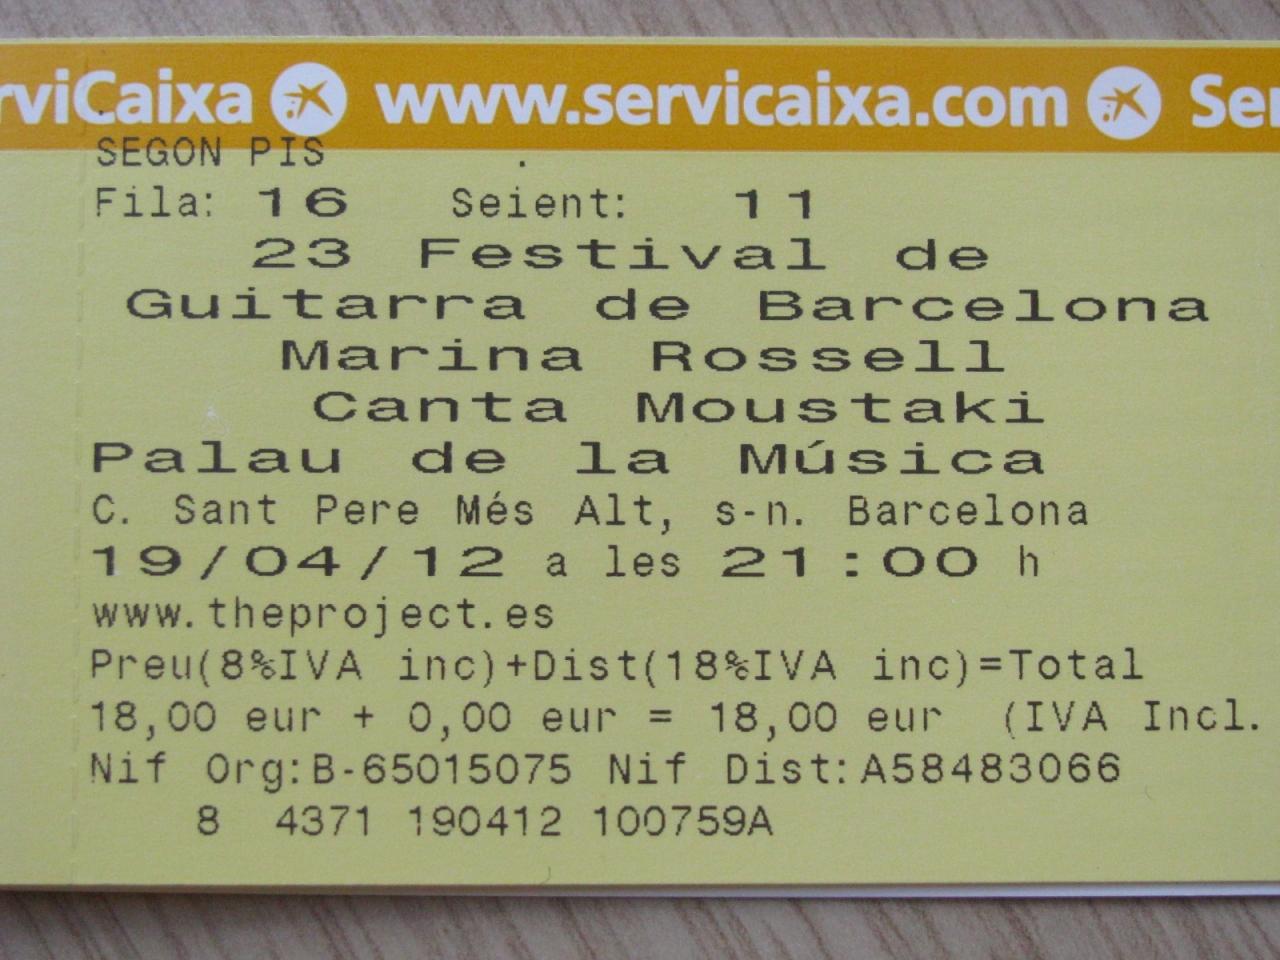 rviCaixa www.servicaixa.com Ser
SEGON PIS
Fila: 16 Seient: 11
23 Festival de
Guitarra de Barcelona
Marina Rossell
Canta Moustaki
Palau de la Música
C. Sant Pere Més Alt, s-n. Barcelona
19/04/12 a les 21:00 h
www.theproject.es
Preu(8%IVA inc)+Dist(18%IVA inc)=Total
18,00 eur + 0,00 eur = 18,00 eur (IVA Incl.
Nif Org:B-65015075 Nif Dist:A58483066
8 4371 190412 100759A